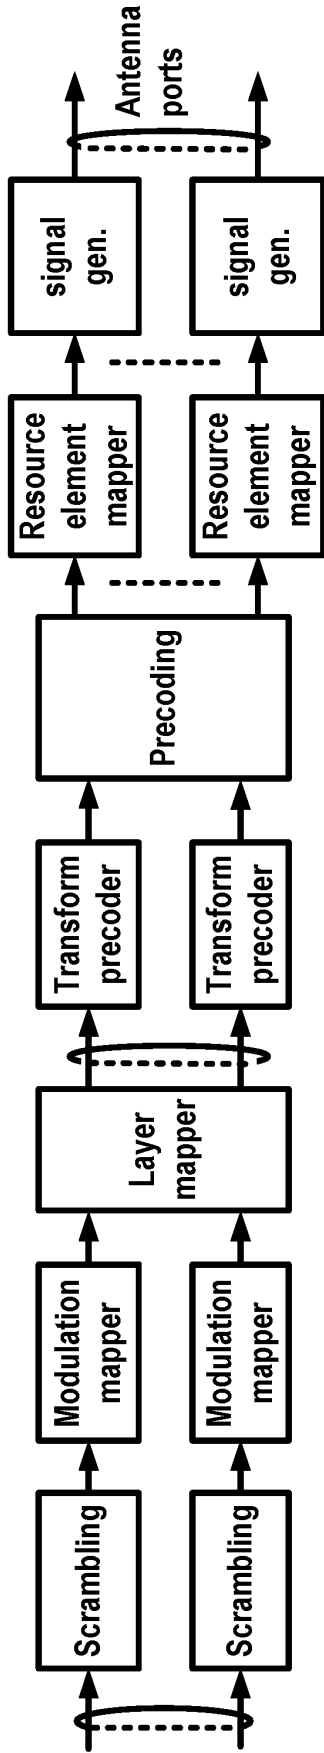 Scrambling
Scrambling
Modulation
mapper
Modulation
mapper
Layer
mapper
Transform
precoder
Transform
precoder
Precoding
Resource
element
mapper
Resource
element
mapper
signal
gen.
signal
gen.
Antenna
ports